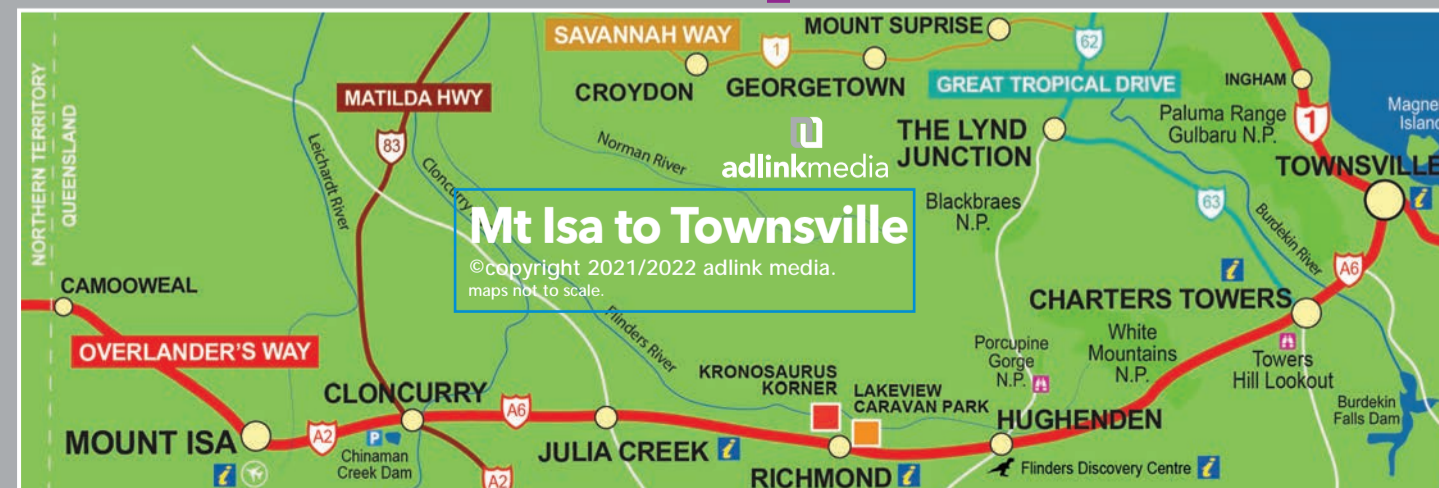 NORTHERN TERRITORY
QUEENSLAND
SAVANNAH WAY
1
MOUNT SUPRISE
62
CROYDON
GEORGETOWN
GREAT TROPICAL DRIVE
INGHAM
MATILDA HWY
83
Leichardt River
Cloncurry
Norman River
adlinkmedia
THE LYND
JUNCTION
Paluma Range
Gulbaru N.P.
1
Magne
Island
TOWNSVILLE
i
Blackbraes
N.P.
63
Burdekin River
A6
Mt Isa to Townsville
©copyright 2021/2022 adlink media.
maps not to scale.
CAMOOWEAL
Flinders River
i
CHARTERS TOWERS
OVERLANDER'S WAY
Porcupine
Gorge
N.P.
White
Mountains
N.P.
Towers
Hill Lookout
KRONOSAURUS
KORNER
LAKEVIEW
CARAVAN PARK
Burdekin
Falls Dam
CLONCURRY
A6
HUGHENDEN
MOUNT ISA
A2
P
Chinaman
Creek Dam
JULIA CREEK i
i
A2
RICHMOND i
Flinders Discovery Centre i